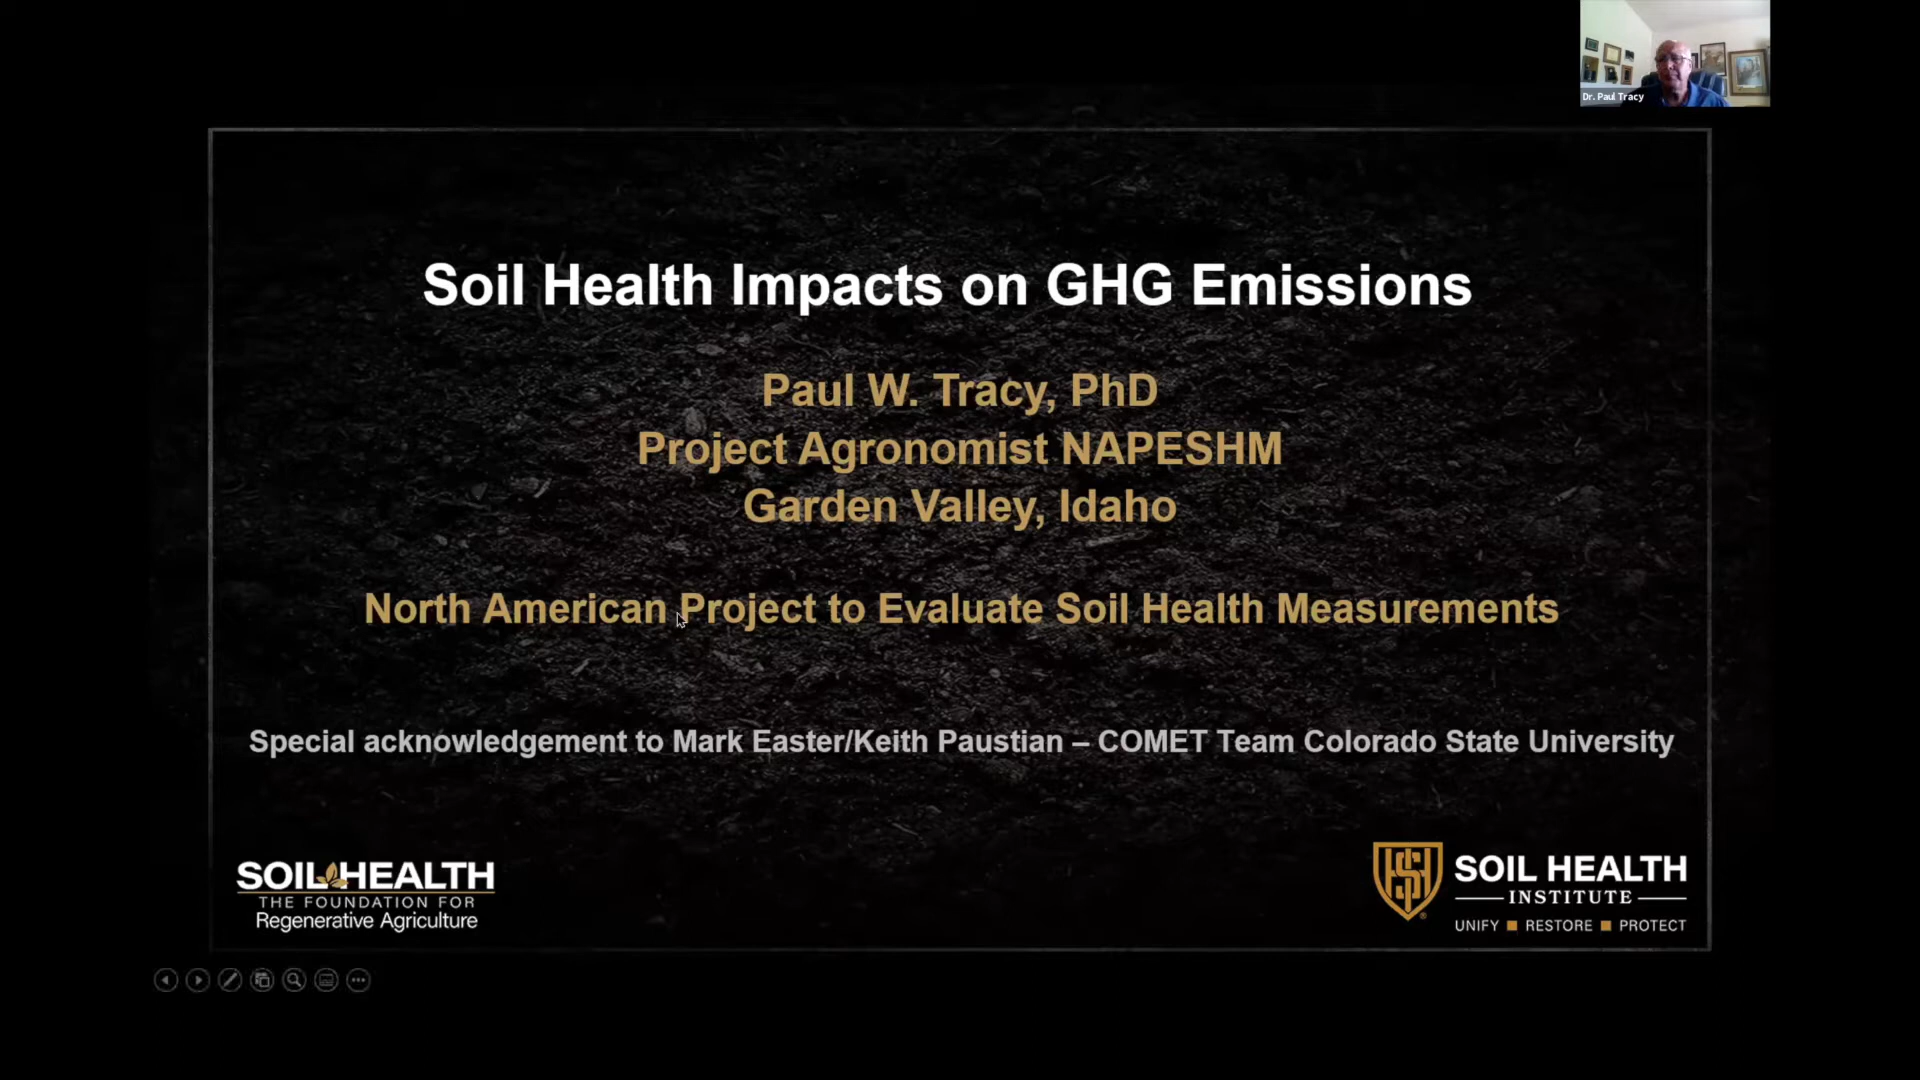 Dr. Paul Tracy
Soil Health Impacts on GHG Emissions
Paul W. Tracy, PhD
Project Agronomist NAPESHM
Garden Valley, Idaho
North American Project to Evaluate Soil Health Measurements
Special acknowledgement to Mark Easter/Keith Paustian – COMET Team Colorado State University
SOIL HEALTH
THE FOUNDATION FOR
Regenerative Agriculture
SOIL HEALTH
INSTITUTE
UNIFY ■ RESTORE ■ PROTECT